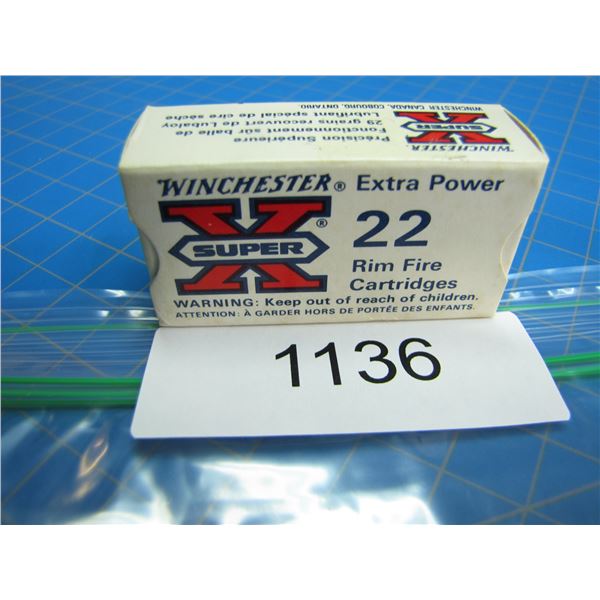 WINCHESTER CANADA, COBOURG, ONTARIO.
X SUPER
WINCHESTER
Précision Supérieure
Fonctionnement sûr balle de
29 grains recouvert de Lubaloy
Lubrifiant spécial de cire sèche
WINCHESTER® Extra Power
X SUPER ®
22
Rim Fire
Cartridges
WARNING: Keep out of reach of children.
ATTENTION: À GARDER HORS DE PORTÉE DES ENFANTS.
1136